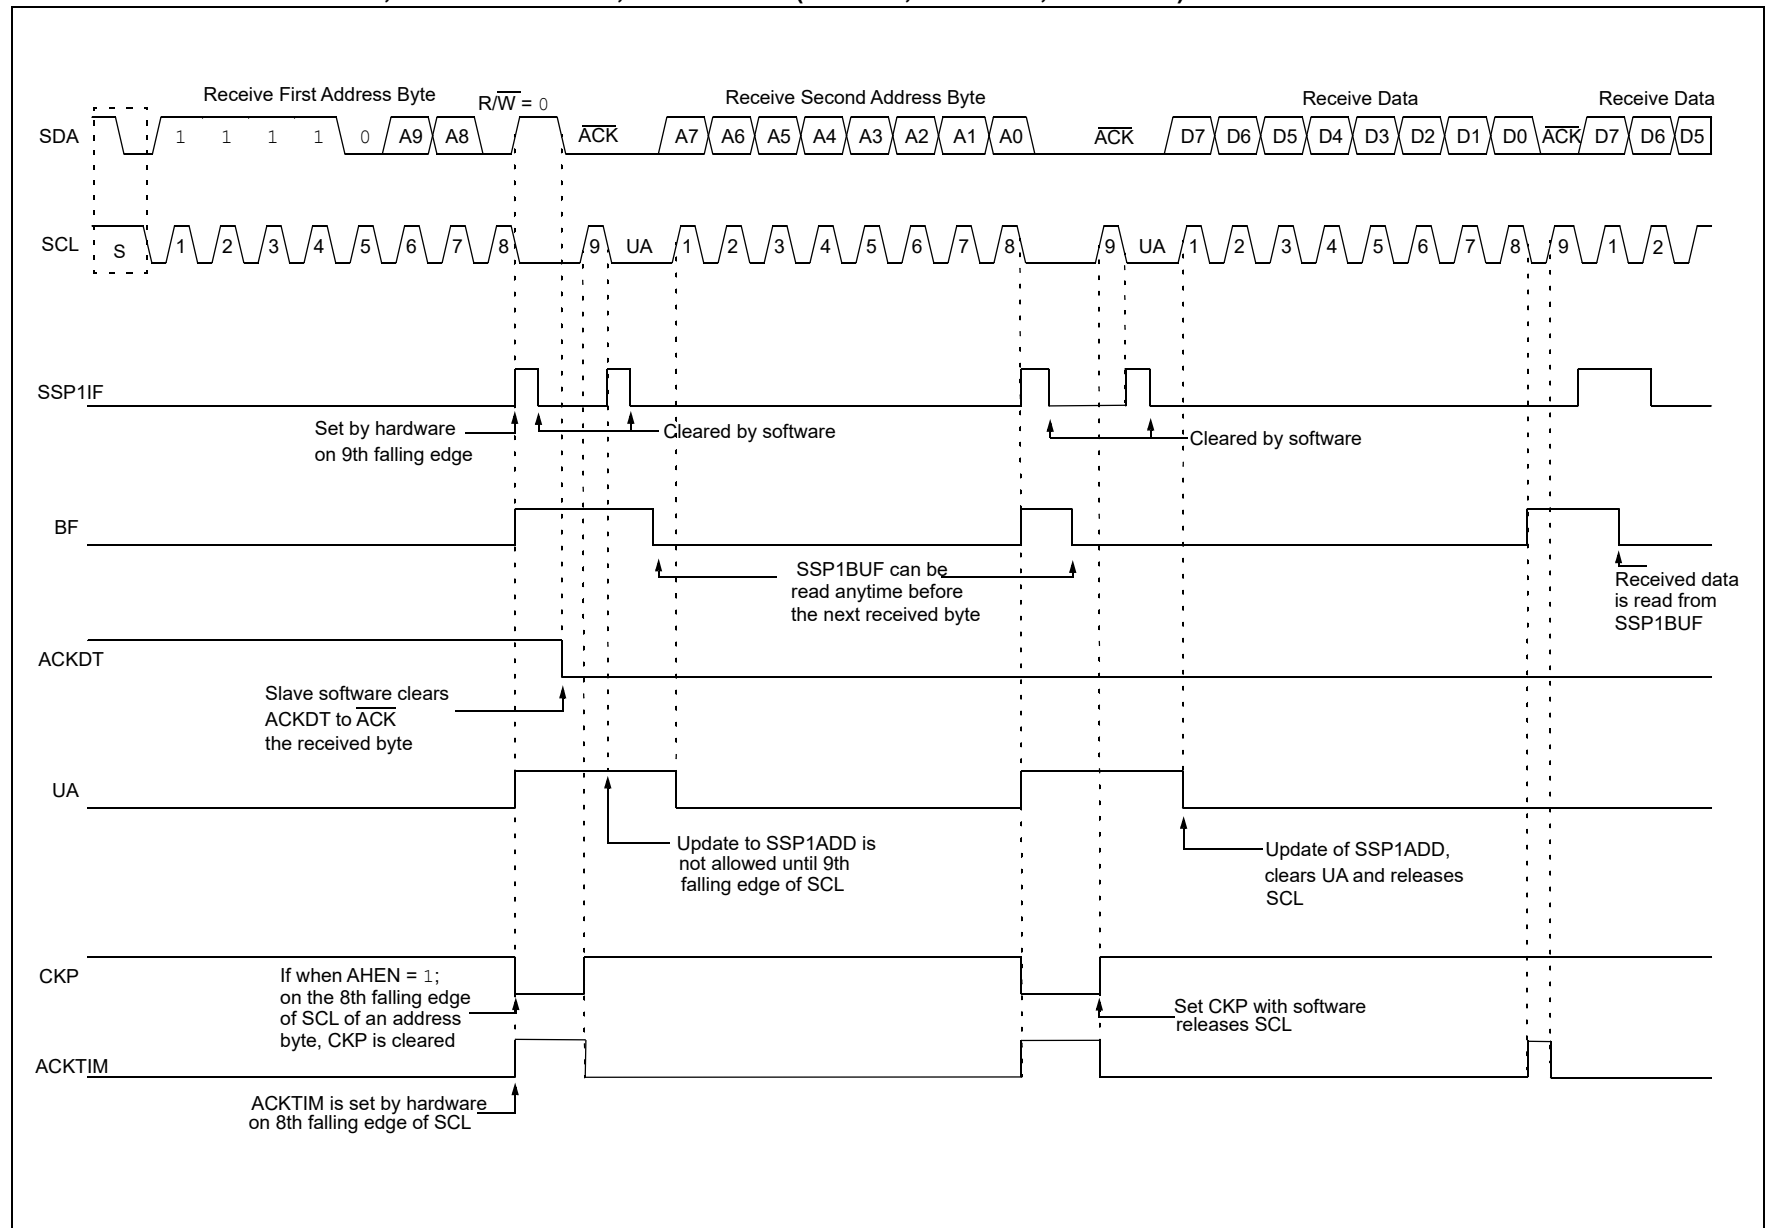 Receive First Address Byte
R/W = 0
Receive Second Address Byte
Receive Data
Receive Data
SDA
1 1 1 1 0 A9 A8
ACK
A7 A6 A5 A4 A3 A2 A1 A0
ACK
D7 D6 D5 D4 D3 D2 D1 D0
ACK
D7 D6 D5
SCL
S
1 2 3 4 5 6 7 8 9 UA
1 2 3 4 5 6 7 8 9 UA
1 2 3 4 5 6 7 8 9 1 2
SSP1IF
Set by hardware
on 9th falling edge
Cleared by software
Cleared by software
BF
SSP1BUF can be
read anytime before
the next received byte
Received data
is read from
SSP1BUF
ACKDT
Slave software clears
ACKDT to ACK
the received byte
UA
Update to SSP1ADD is
not allowed until 9th
falling edge of SCL
Update of SSP1ADD,
clears UA and releases
SCL
CKP
If when AHEN = 1;
on the 8th falling edge
of SCL of an address
byte, CKP is cleared
Set CKP with software
releases SCL
ACKTIM
ACKTIM is set by hardware
on 8th falling edge of SCL